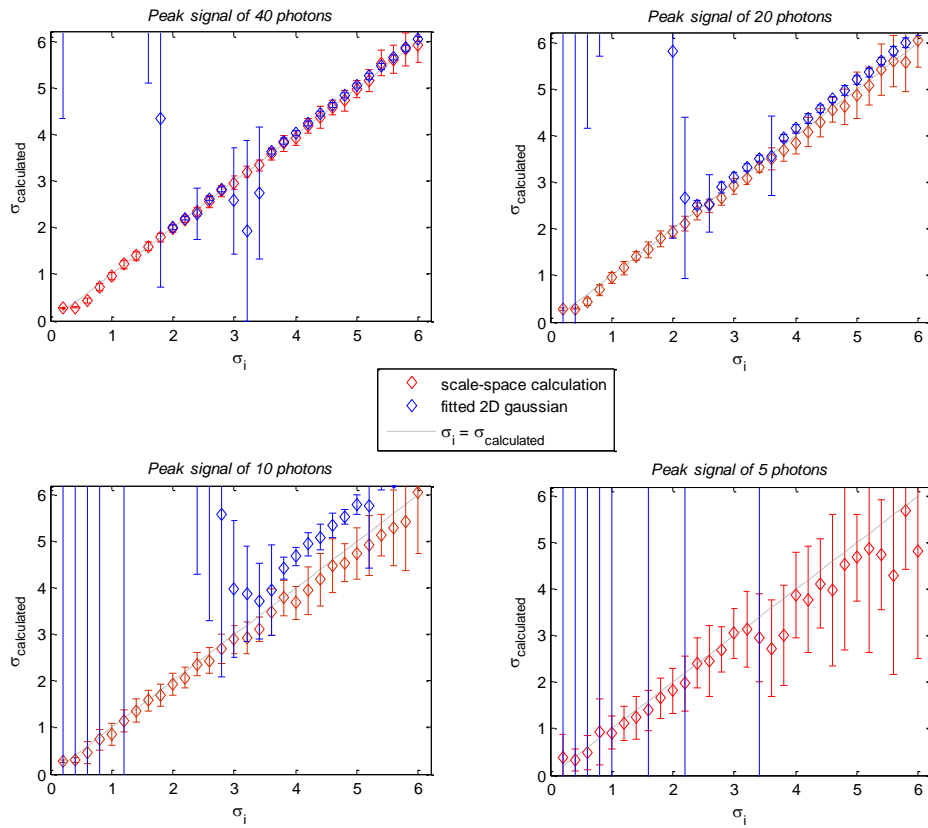 Peak signal of 40 photons
6
5
4
3
2
1
0
σcalculated
0 1 2 3 4 5 6
σi
Peak signal of 20 photons
6
5
4
3
2
1
0
σcalculated
0 1 2 3 4 5 6
σi
scale-space calculation
fitted 2D gaussian
σi = σcalculated
Peak signal of 10 photons
6
5
4
3
2
1
0
σcalculated
0 1 2 3 4 5 6
σi
Peak signal of 5 photons
6
5
4
3
2
1
0
σcalculated
0 1 2 3 4 5 6
σi